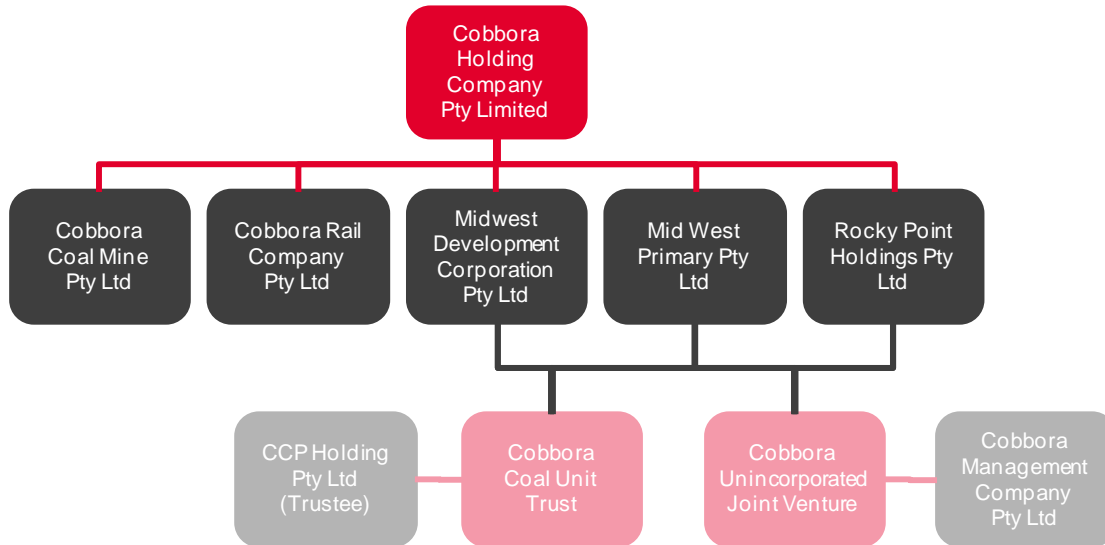 Cobbora
Holding
Company
Pty Limited
Cobbora
Coal Mine
Pty Ltd
Cobbora Rail
Company
Pty Ltd
Midwest
Development
Corporation
Pty Ltd
Mid West
Primary Pty
Ltd
Rocky Point
Holdings Pty
Ltd
CCP Holding
Pty Ltd
(Trustee)
Cobbora
Coal Unit
Trust
Cobbora
Unincorporated
Joint Venture
Cobbora
Management
Company
Pty Ltd